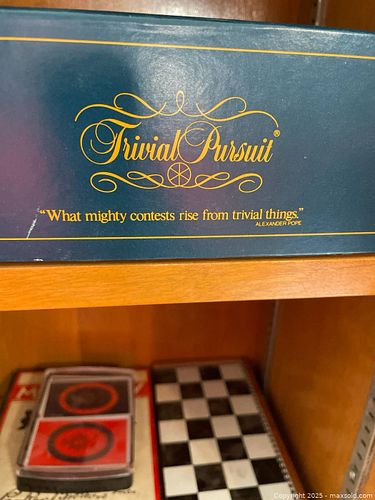 Trivial Pursuit®
"What mighty contests rise from trivial things."
ALEXANDER POPE
Copyright 2025 - maxsold.com